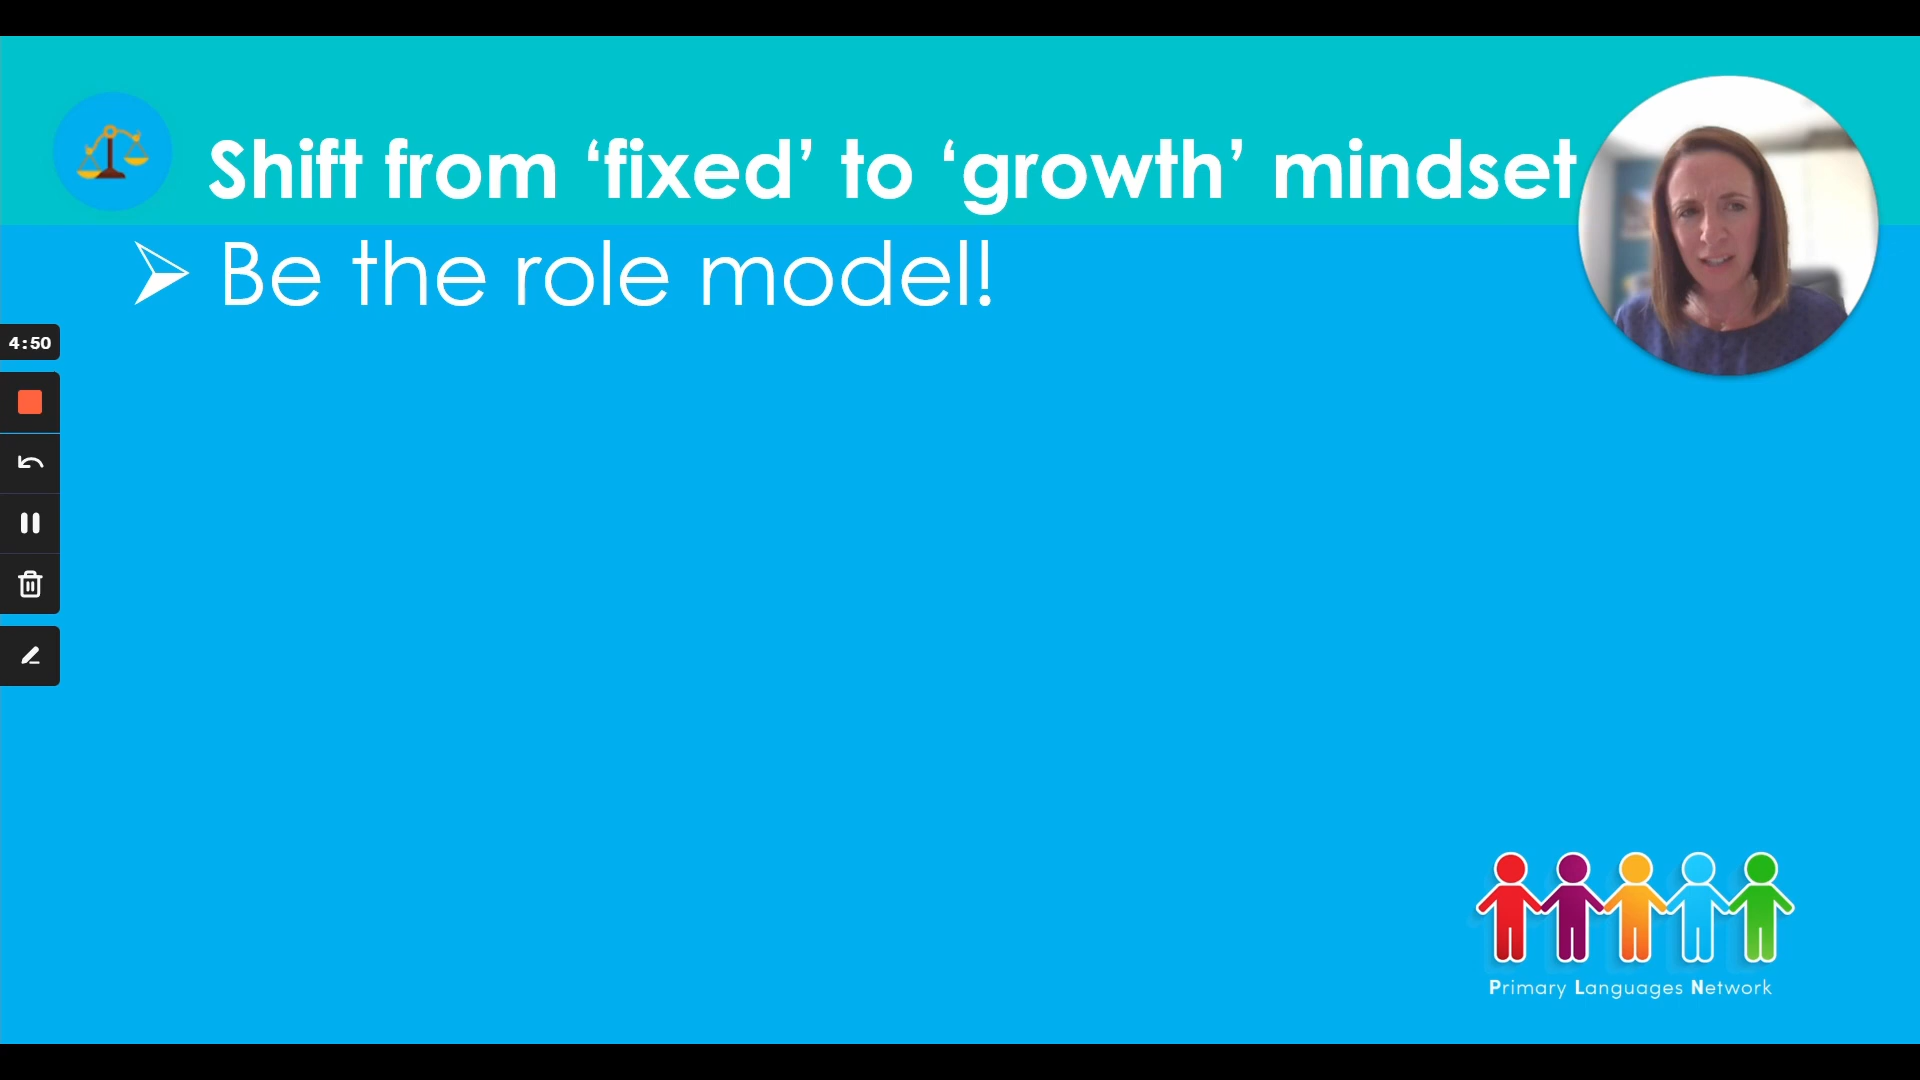 Shift from ‘fixed’ to ‘growth’ mindset
Be the role model!
4:50
Primary Languages Network